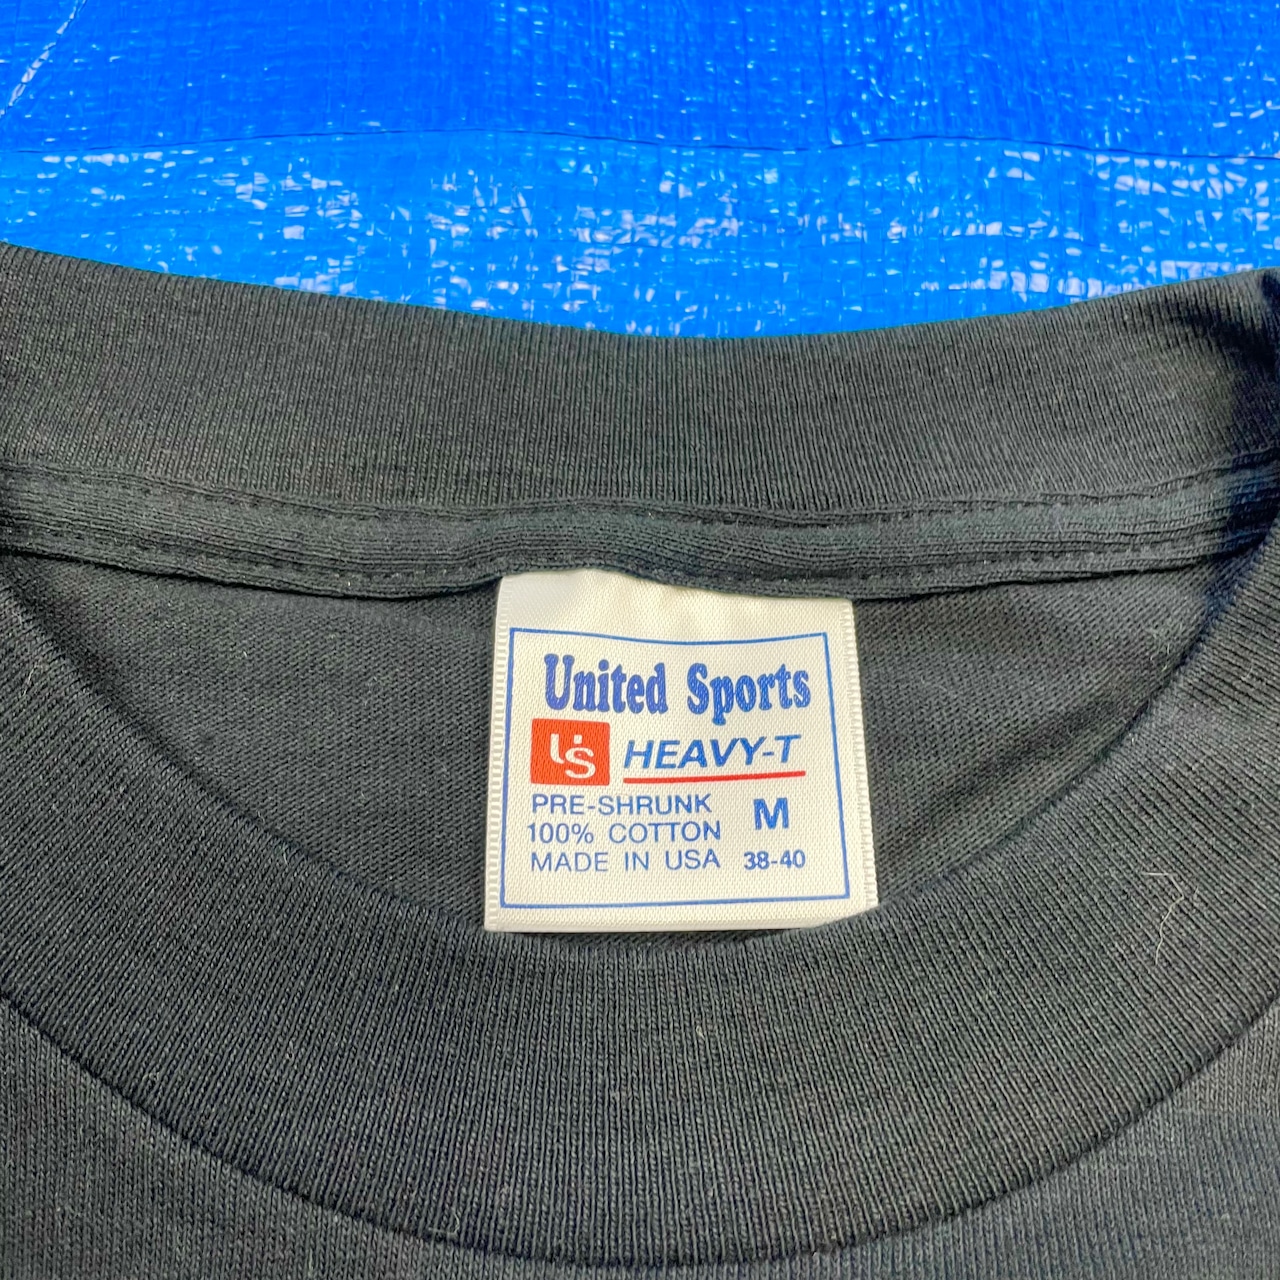 United Sports
US HEAVY-T
PRE-SHRUNK
100% COTTON M
MADE IN USA 38-40